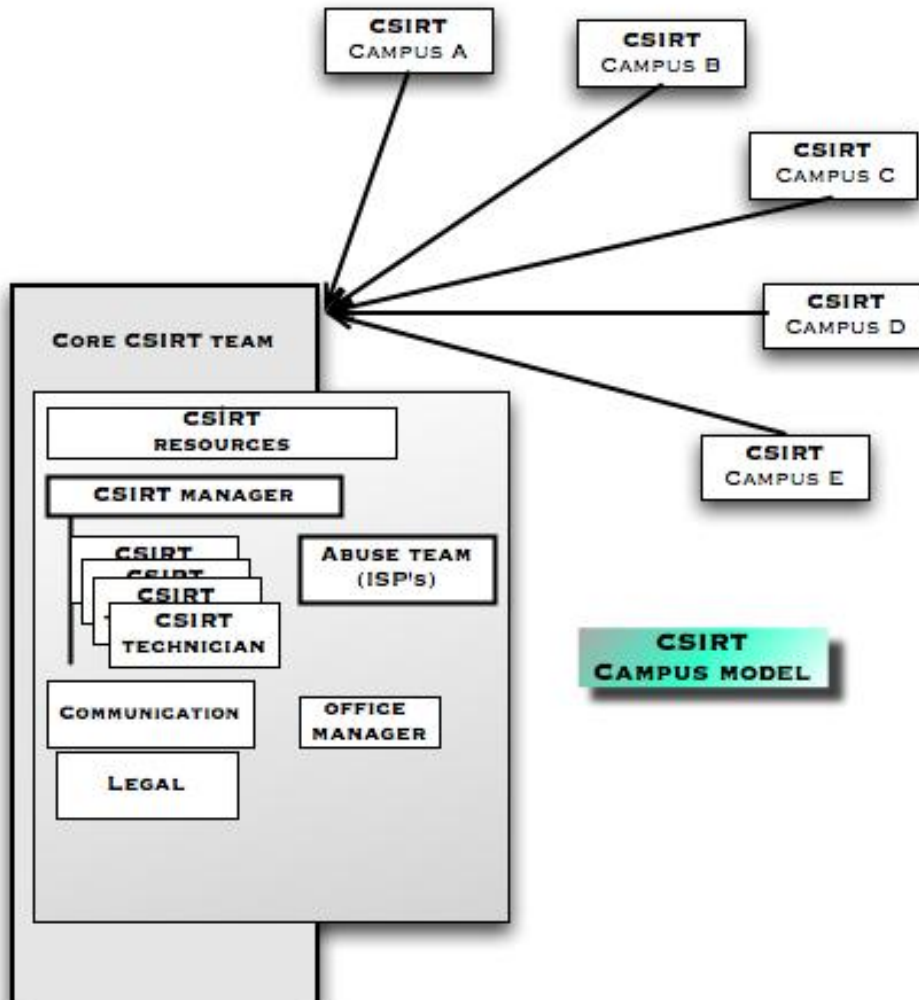 CSIRT
CAMPUS A
CSIRT
CAMPUS B
CSIRT
CAMPUS C
CSIRT
CAMPUS D
CSIRT
CAMPUS E
CORE CSIRT TEAM
CSIRT
RESOURCES
CSIRT MANAGER
CSIRT
CSIRT
CSIRT
CSIRT
TECHNICIAN
ABUSE TEAM
(ISP'S)
COMMUNICATION
OFFICE
MANAGER
LEGAL
CSIRT
CAMPUS MODEL